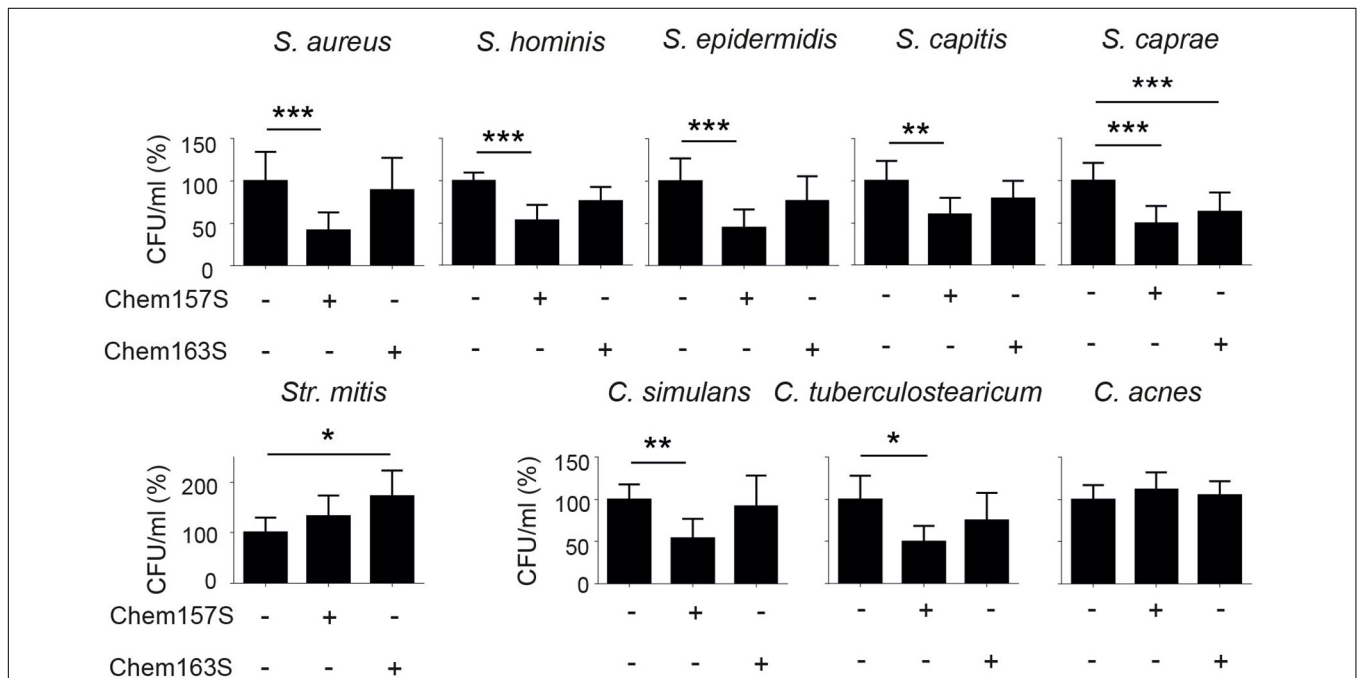 S. aureus S. hominis S. epidermidis S. capitis S. caprae
***
*** *** *** ** ***
CFU/ml (%)
150
100
50
0
Chem157S - + - - + - - + - - + - - + -
Chem163S - - + - - + - - + - - + - - +
Str. mitis C. simulans C. tuberculostearicum C. acnes
* ** *
CFU/ml (%) CFU/ml (%)
200 150
100 100
0 50
0
Chem157S - + - - + - - + - - + -
Chem163S - - + - - + - - + - - +